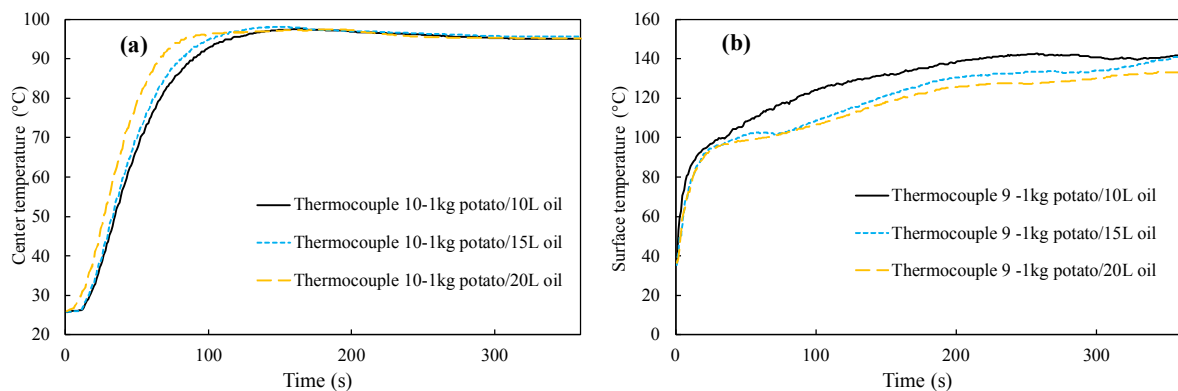 (a)
Center temperature (°C)
100
90
80
70
60
50
40
30
20
0
100
200
300
Time (s)
Thermocouple 10-1kg potato/10L oil
Thermocouple 10-1kg potato/15L oil
Thermocouple 10-1kg potato/20L oil
(b)
Surface temperature (°C)
160
140
120
100
80
60
40
20
0
0
100
200
300
Time (s)
Thermocouple 9 -1kg potato/10L oil
Thermocouple 9 -1kg potato/15L oil
Thermocouple 9 -1kg potato/20L oil